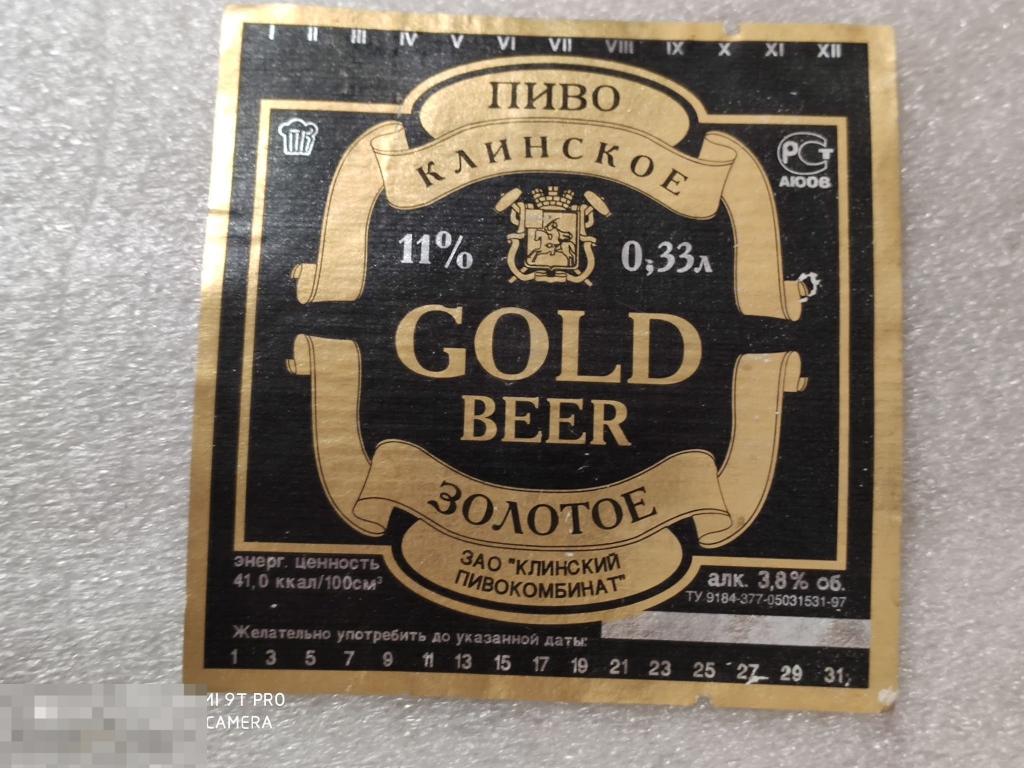 I II III IV V VI VII VIII IX X XI XII
ПИВО
КЛИНСКОЕ
РСТ
АЮ08
11% 0,33л
GOLD
BEER
ЗОЛОТОЕ
ЗАО "КЛИНСКИЙ
ПИВОКОМБИНАТ"
энерг. ценность
41,0 ккал/100см³
алк. 3,8% об.
ТУ 9184-377-05031531-97
Желательно употребить до указанной даты:
1 3 5 7 9 11 13 15 17 19 21 23 25 27 29 31
MI 9T PRO
CAMERA